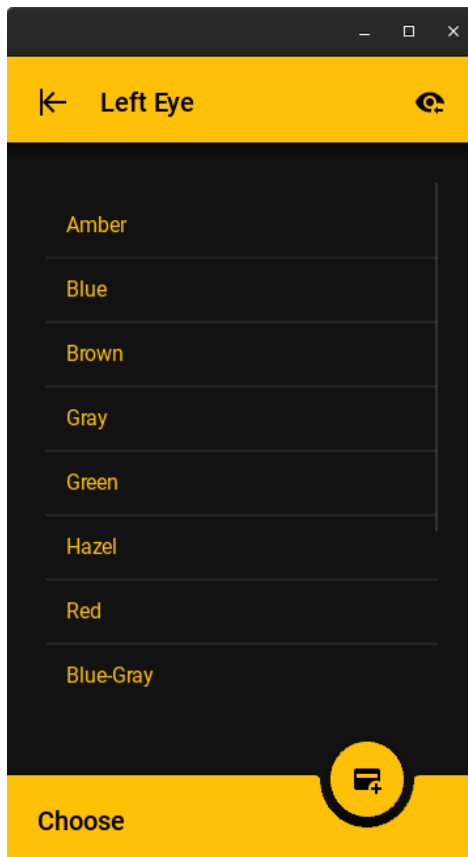 Left Eye
Amber
Blue
Brown
Gray
Green
Hazel
Red
Blue-Gray
Choose